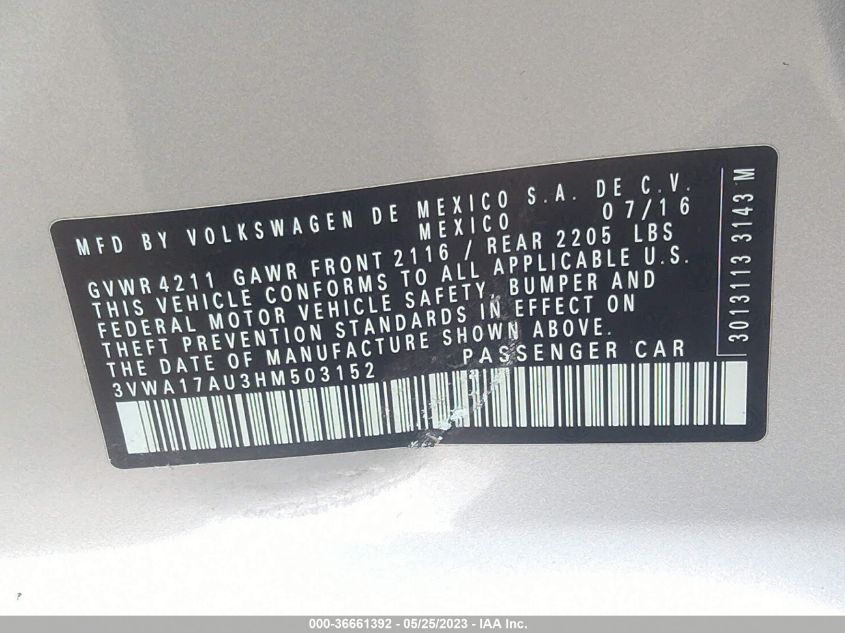 MFD BY VOLKSWAGEN DE MEXICO S.A. DE C.V.
MEXICO 07/16
GVWR 4211 GAWR FRONT 2116 / REAR 2205 LBS
THIS VEHICLE CONFORMS TO ALL APPLICABLE U.S.
FEDERAL MOTOR VEHICLE SAFETY, BUMPER AND
THEFT PREVENTION STANDARDS IN EFFECT ON
THE DATE OF MANUFACTURE SHOWN ABOVE.
3VWA17AU3HM503152 PASSENGER CAR
3013113 3143 M
000-36661392 - 05/25/2023 - IAA Inc.